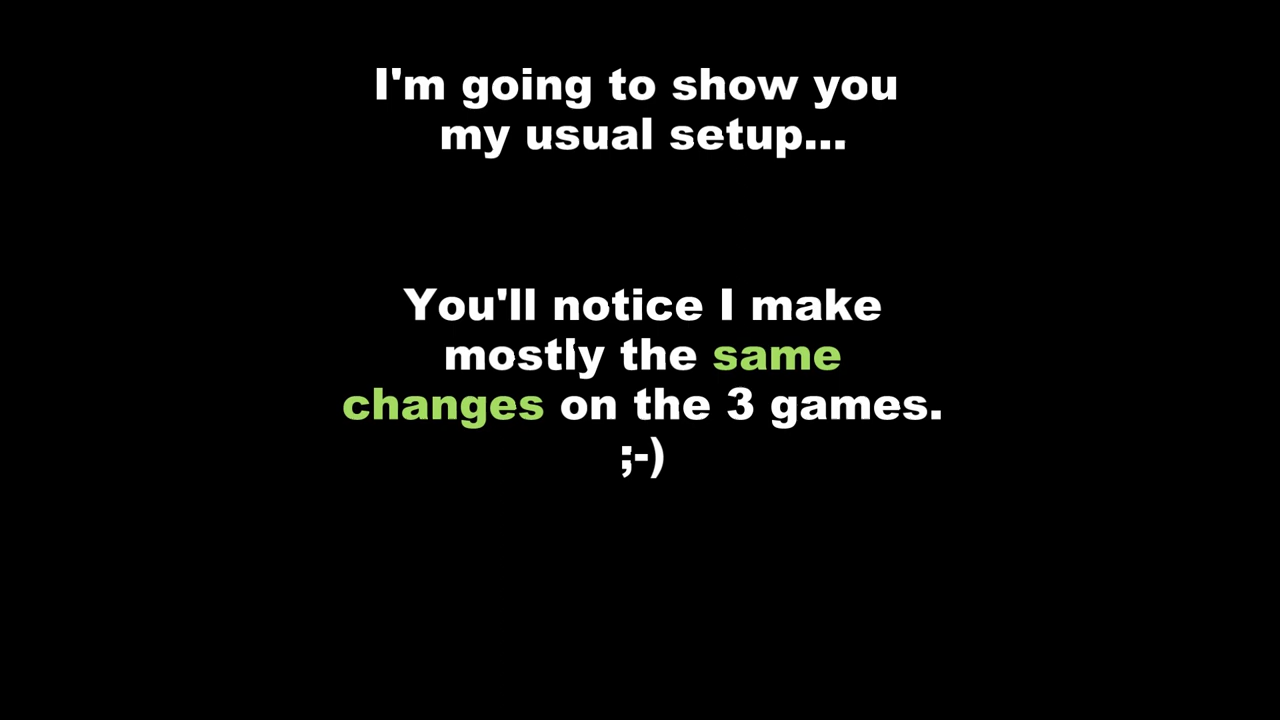 I'm going to show you
my usual setup...
You'll notice I make
mostly the same
changes on the 3 games.
;-)